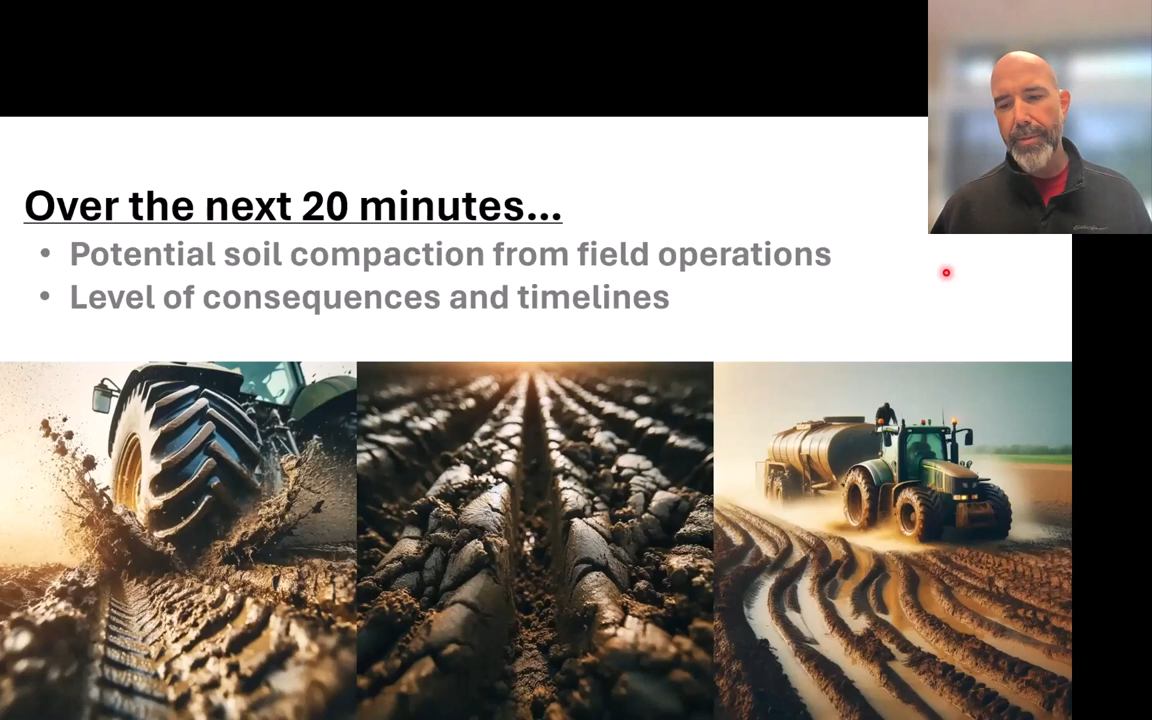 Over the next 20 minutes...
• Potential soil compaction from field operations
• Level of consequences and timelines